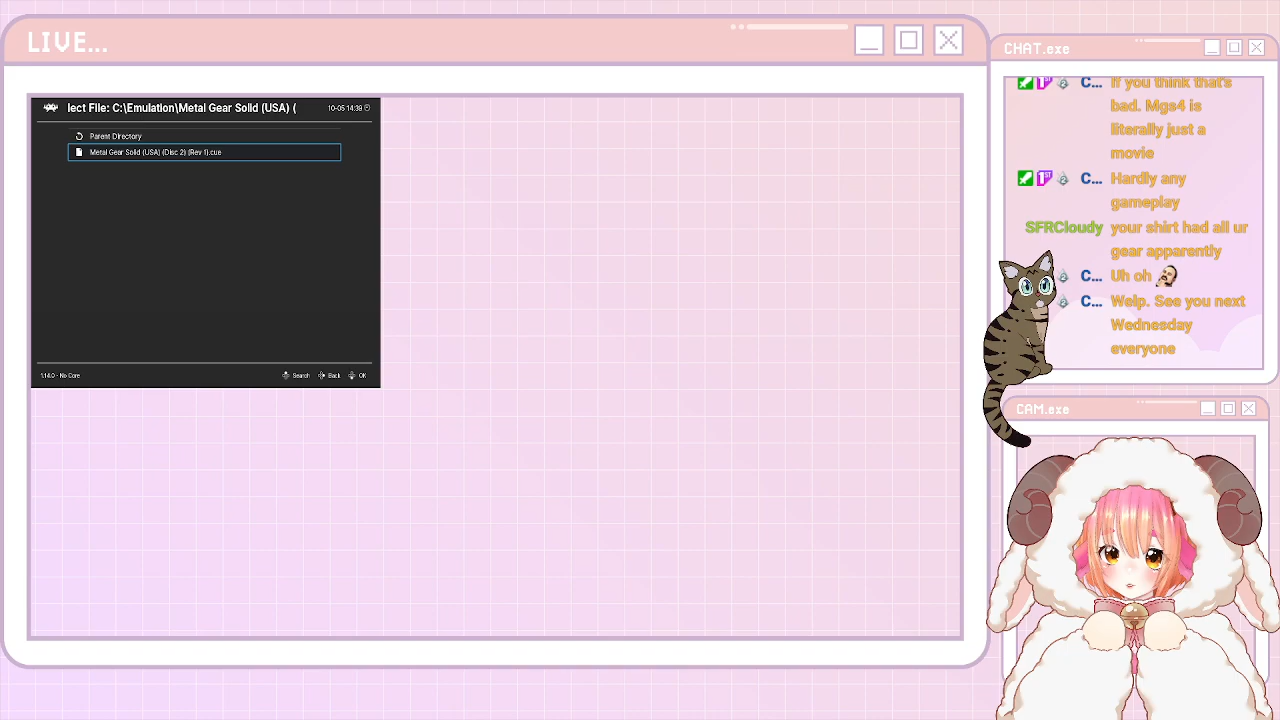 LIVE...
lect File: C:\Emulation\Metal Gear Solid (USA) (
10-05 14:39
Parent Directory
Metal Gear Solid (USA) (Disc 2) (Rev 1).cue
1.14.0 - No Core
Search
Back
OK
CHAT.exe
C... If you think that's
bad. Mgs4 is
literally just a
movie
1ST C... Hardly any
gameplay
SFRCloudy your shirt had all ur
gear apparently
C... Uh oh
C... Welp. See you next
Wednesday
everyone
CAM.exe